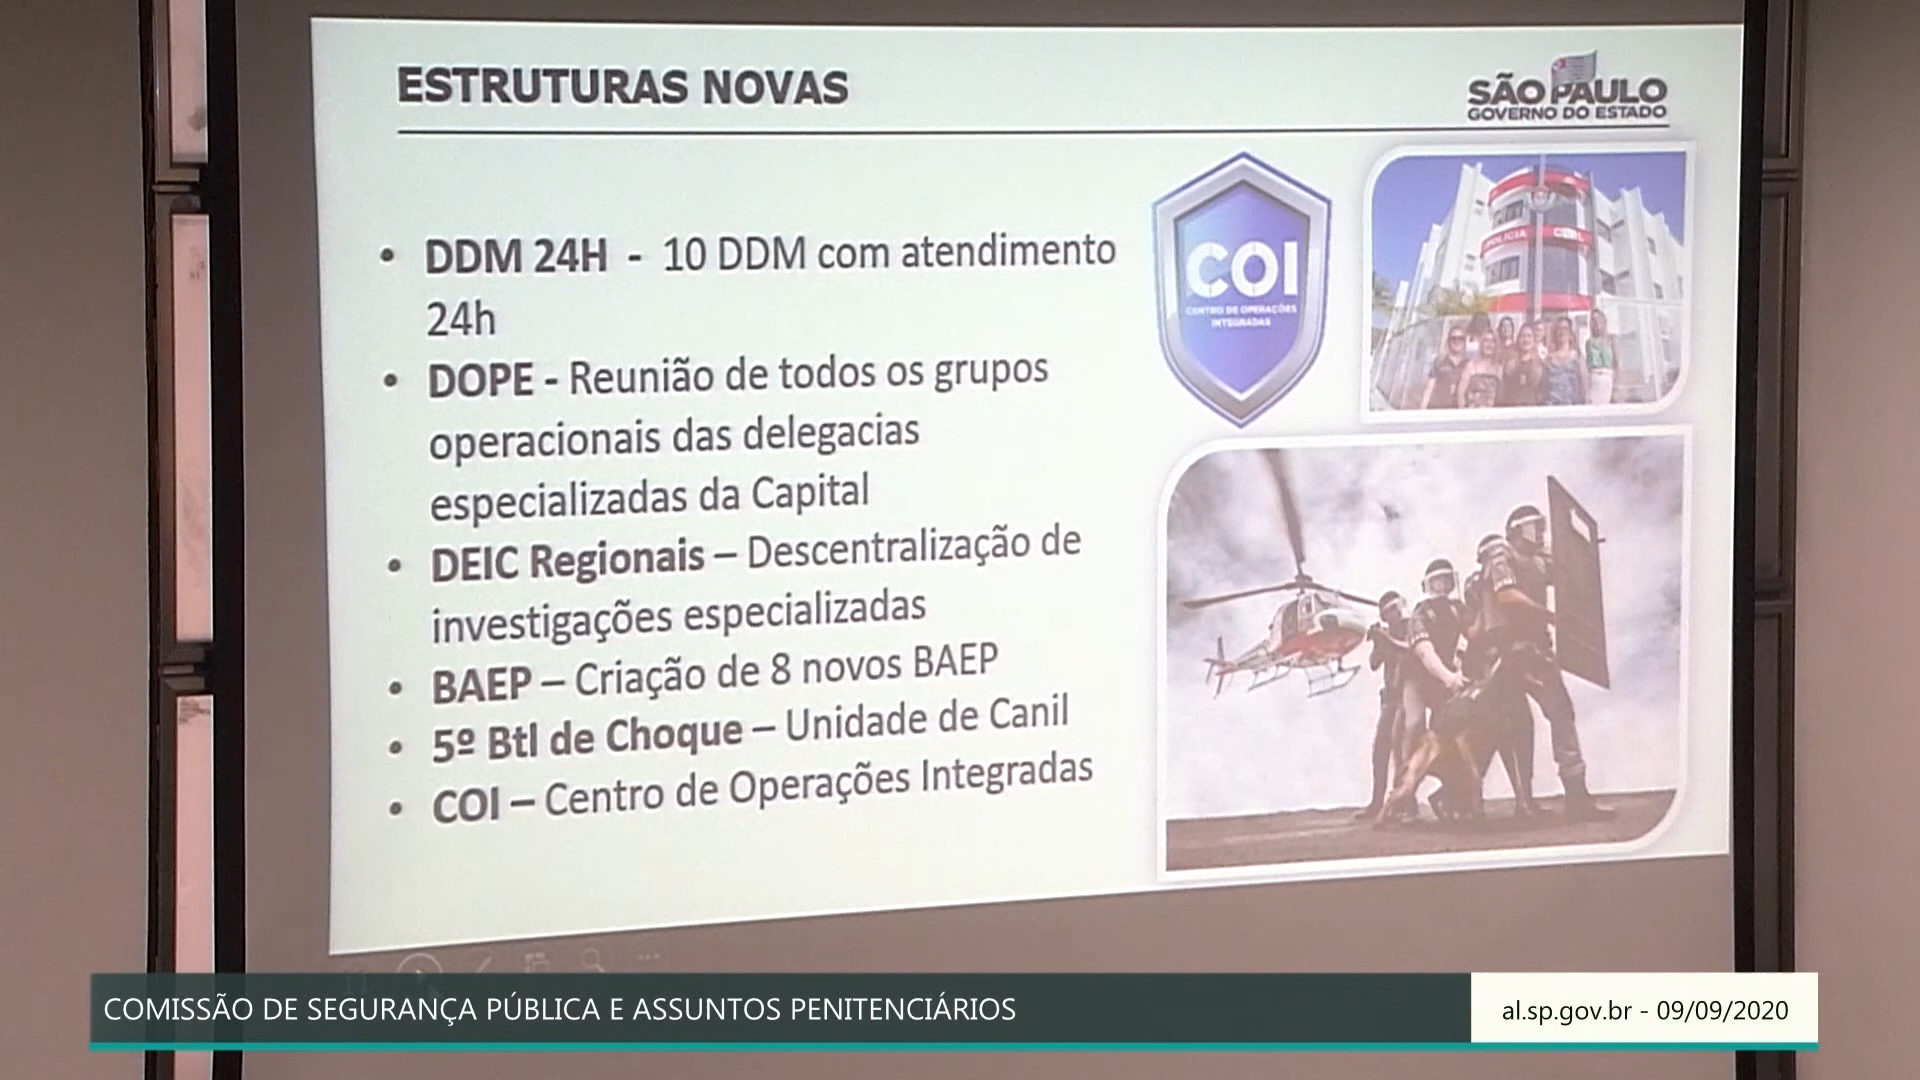 ESTRUTURAS NOVAS
SÃO PAULO
GOVERNO DO ESTADO
• DDM 24H - 10 DDM com atendimento
24h
• DOPE - Reunião de todos os grupos
operacionais das delegacias
especializadas da Capital
• DEIC Regionais – Descentralização de
investigações especializadas
• BAEP – Criação de 8 novos BAEP
• 5º Btl de Choque – Unidade de Canil
• COI – Centro de Operações Integradas
COI
CENTRO DE OPERAÇÕES
INTEGRADAS
POLICIA CIVIL
COMISSÃO DE SEGURANÇA PÚBLICA E ASSUNTOS PENITENCIÁRIOS
al.sp.gov.br - 09/09/2020